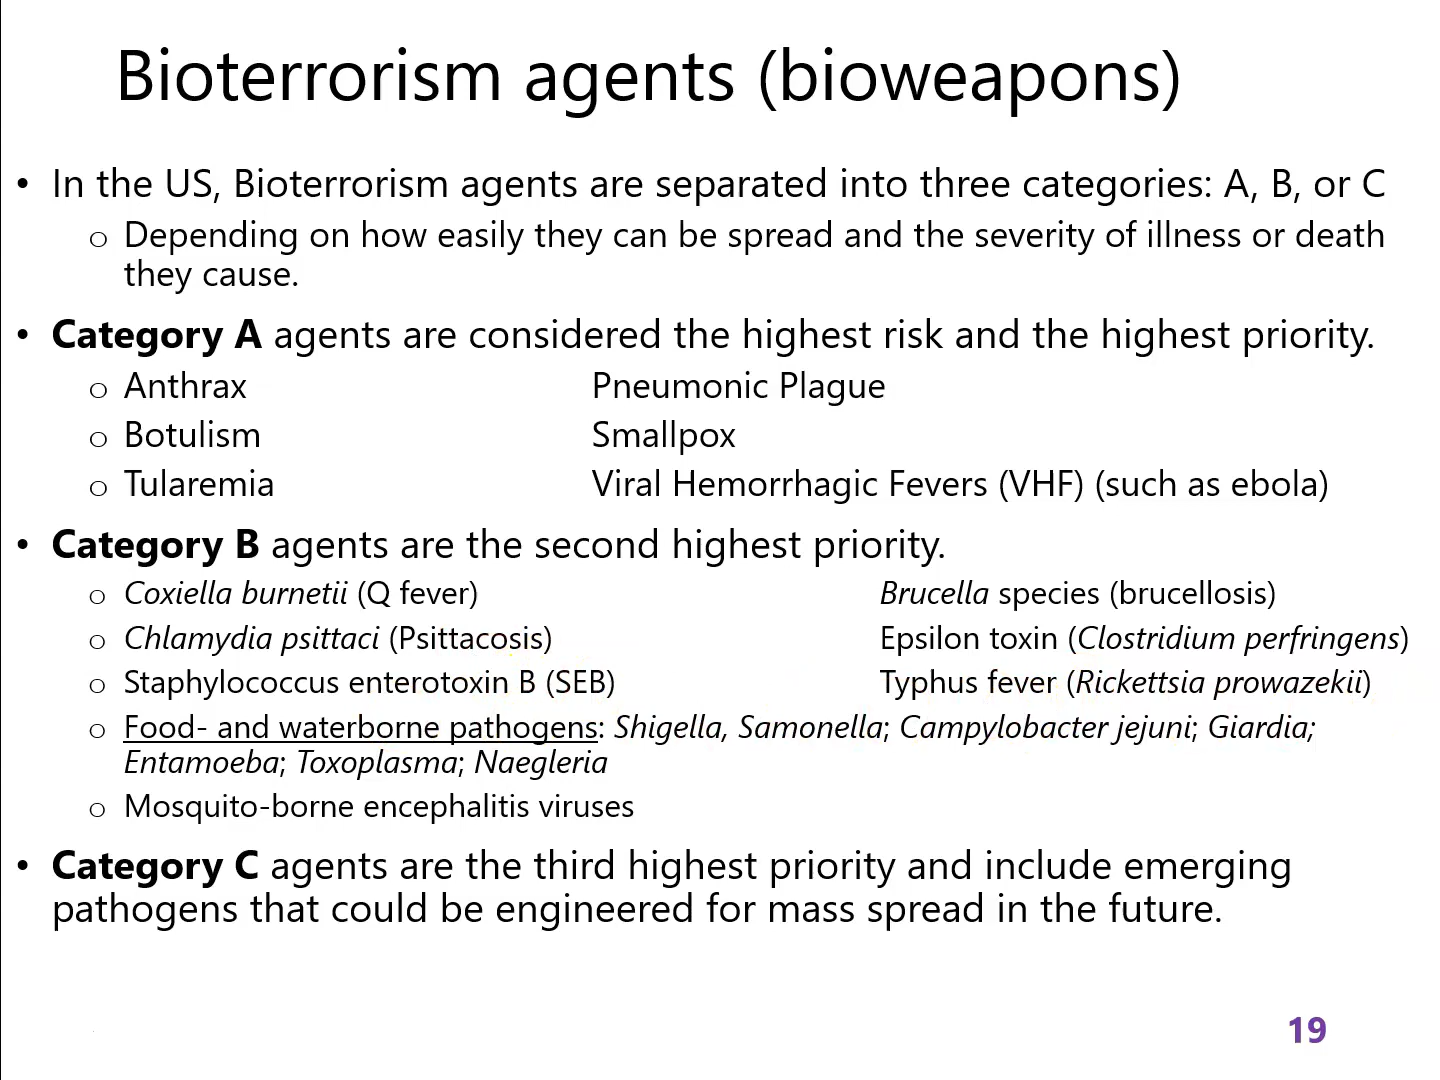 Bioterrorism agents (bioweapons)
• In the US, Bioterrorism agents are separated into three categories: A, B, or C
o Depending on how easily they can be spread and the severity of illness or death
they cause.
• Category A agents are considered the highest risk and the highest priority.
o Anthrax Pneumonic Plague
o Botulism Smallpox
o Tularemia Viral Hemorrhagic Fevers (VHF) (such as ebola)
• Category B agents are the second highest priority.
o Coxiella burnetii (Q fever) Brucella species (brucellosis)
o Chlamydia psittaci (Psittacosis) Epsilon toxin (Clostridium perfringens)
o Staphylococcus enterotoxin B (SEB) Typhus fever (Rickettsia prowazekii)
o Food- and waterborne pathogens: Shigella, Samonella; Campylobacter jejuni; Giardia;
Entamoeba; Toxoplasma; Naegleria
o Mosquito-borne encephalitis viruses
• Category C agents are the third highest priority and include emerging
pathogens that could be engineered for mass spread in the future.
19